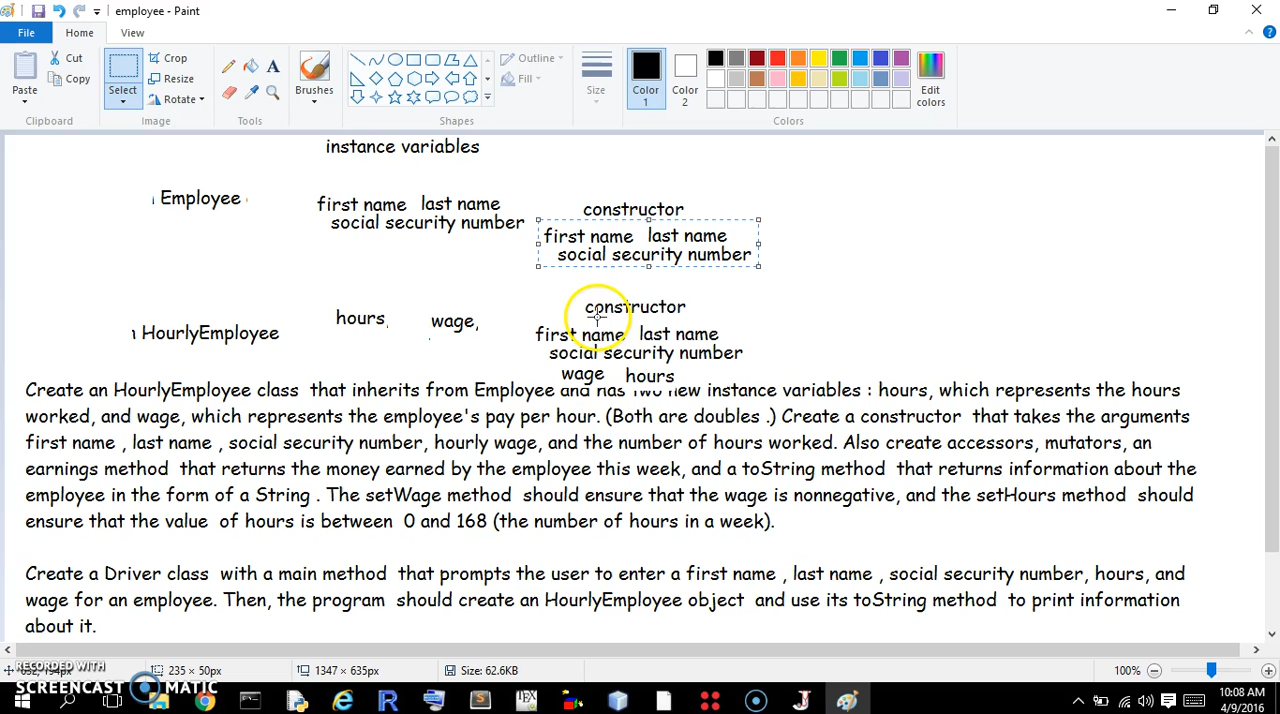 employee - Paint
File Home View
Paste
Cut
Copy
Clipboard
Select
Crop
Resize
Rotate
Image
A
Tools
Brushes
Outline
Fill
Shapes
Size
Color 1
Color 2
Edit colors
Colors
instance variables
Employee
first name last name
social security number
constructor
first name last name
social security number
HourlyEmployee
hours,
wage,
constructor
first name last name
social security number
wage hours
Create an HourlyEmployee class that inherits from Employee and has two new instance variables : hours, which represents the hours
worked, and wage, which represents the employee's pay per hour. (Both are doubles .) Create a constructor that takes the arguments
first name , last name , social security number, hourly wage, and the number of hours worked. Also create accessors, mutators, an
earnings method that returns the money earned by the employee this week, and a toString method that returns information about the
employee in the form of a String . The setWage method should ensure that the wage is nonnegative, and the setHours method should
ensure that the value of hours is between 0 and 168 (the number of hours in a week).
Create a Driver class with a main method that prompts the user to enter a first name , last name , social security number, hours, and
wage for an employee. Then, the program should create an HourlyEmployee object and use its toString method to print information
about it.
235 × 50px
1347 × 635px
Size: 62.6KB
100%
RECORDED WITH
SCREENCAST MATIC
10:08 AM
4/9/2016